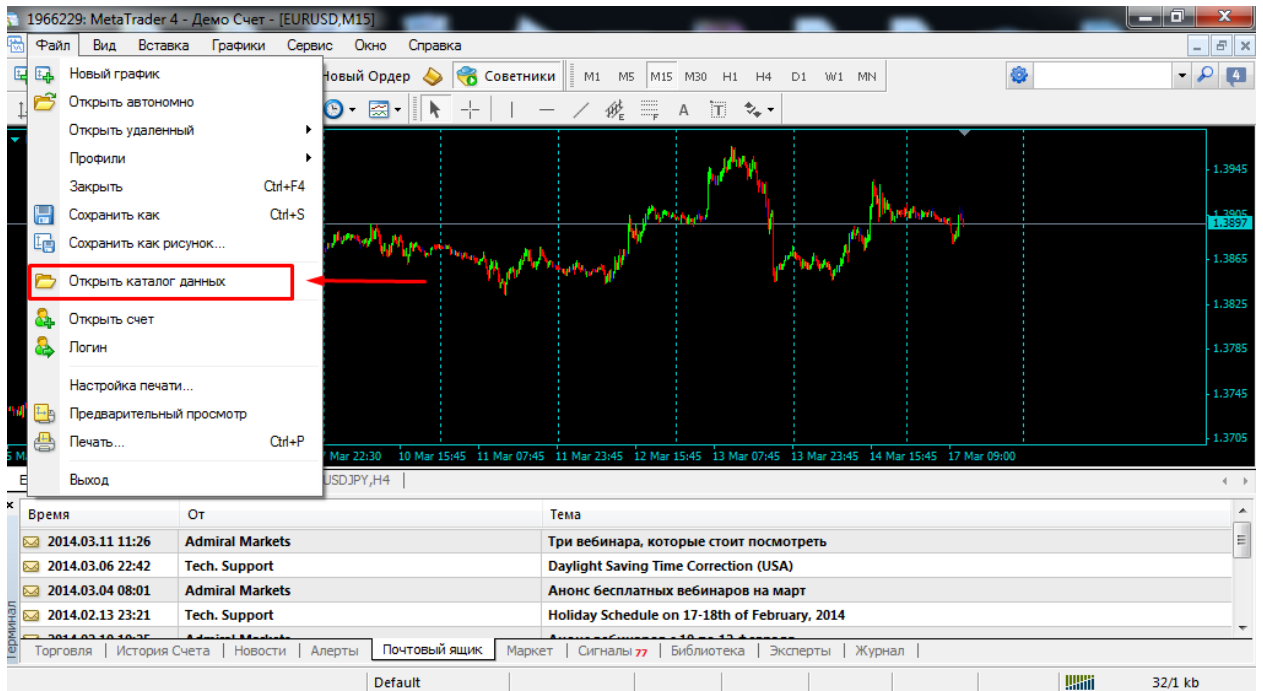 1966229: MetaTrader 4 - Демо Счет - [EURUSD,M15]
Файл Вид Вставка Графики Сервис Окно Справка
Новый график
Новый Ордер Советники M1 M5 M15 M30 H1 H4 D1 W1 MN 4
Открыть автономно
E F A T
Открыть удаленный
Профили
Закрыть Ctrl+F4
Сохранить как Ctrl+S
Сохранить как рисунок...
Открыть каталог данных
Открыть счет
Логин
Настройка печати...
Предварительный просмотр
Печать... Ctrl+P
Выход
1.3945
1.3905
1.3897
1.3865
1.3825
1.3785
1.3745
1.3705
Mar 22:30 10 Mar 15:45 11 Mar 07:45 11 Mar 23:45 12 Mar 15:45 13 Mar 07:45 13 Mar 23:45 14 Mar 15:45 17 Mar 09:00
USDJPY,H4
Время От Тема
2014.03.11 11:26 Admiral Markets Три вебинара, которые стоит посмотреть
2014.03.06 22:42 Tech. Support Daylight Saving Time Correction (USA)
2014.03.04 08:01 Admiral Markets Анонс бесплатных вебинаров на март
2014.02.13 23:21 Tech. Support Holiday Schedule on 17-18th of February, 2014
Терминал
Торговля История Счета Новости Алерты Почтовый ящик Маркет Сигналы 77 Библиотека Эксперты Журнал
Default 32/1 kb